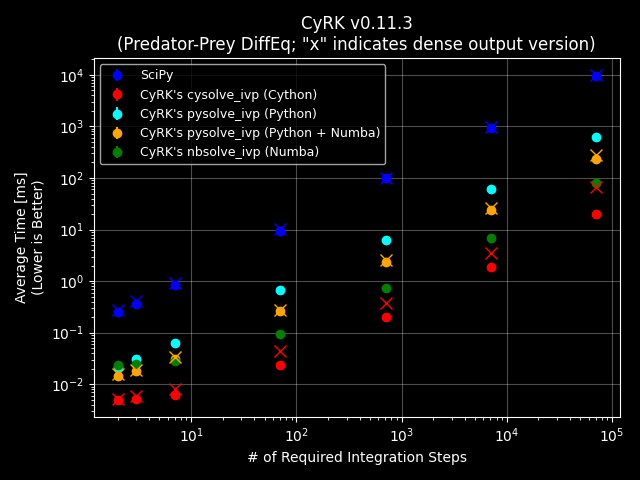 CyRK v0.11.3
(Predator-Prey DiffEq; "x" indicates dense output version)
SciPy
CyRK's cysolve_ivp (Cython)
CyRK's pysolve_ivp (Python)
CyRK's pysolve_ivp (Python + Numba)
CyRK's nbsolve_ivp (Numba)
Average Time [ms]
(Lower is Better)
10⁴
10³
10²
10¹
10⁰
10⁻¹
10⁻²
10¹ 10² 10³ 10⁴ 10⁵
# of Required Integration Steps